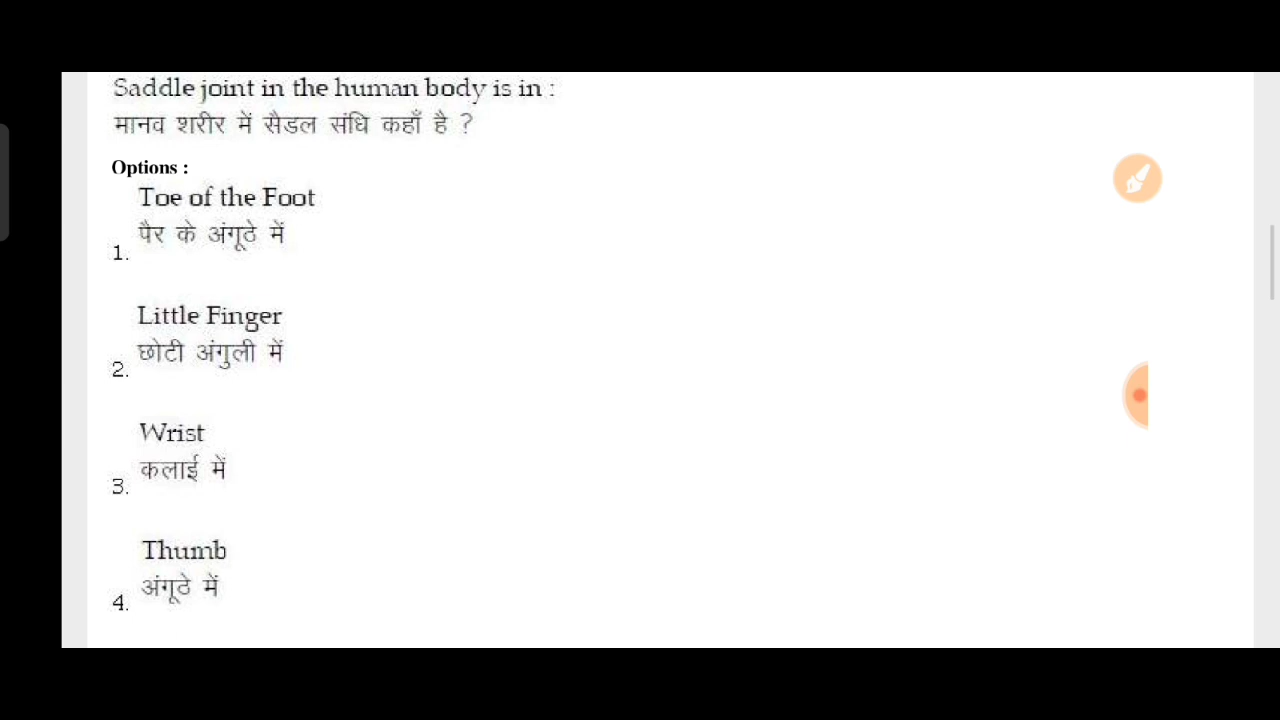 Saddle joint in the human body is in :
मानव शरीर में सैडल संधि कहाँ है ?
Options :
Toe of the Foot
पैर के अंगूठे में
1.
Little Finger
छोटी अंगुली में
2.
Wrist
कलाई में
3.
Thumb
अंगूठे में
4.